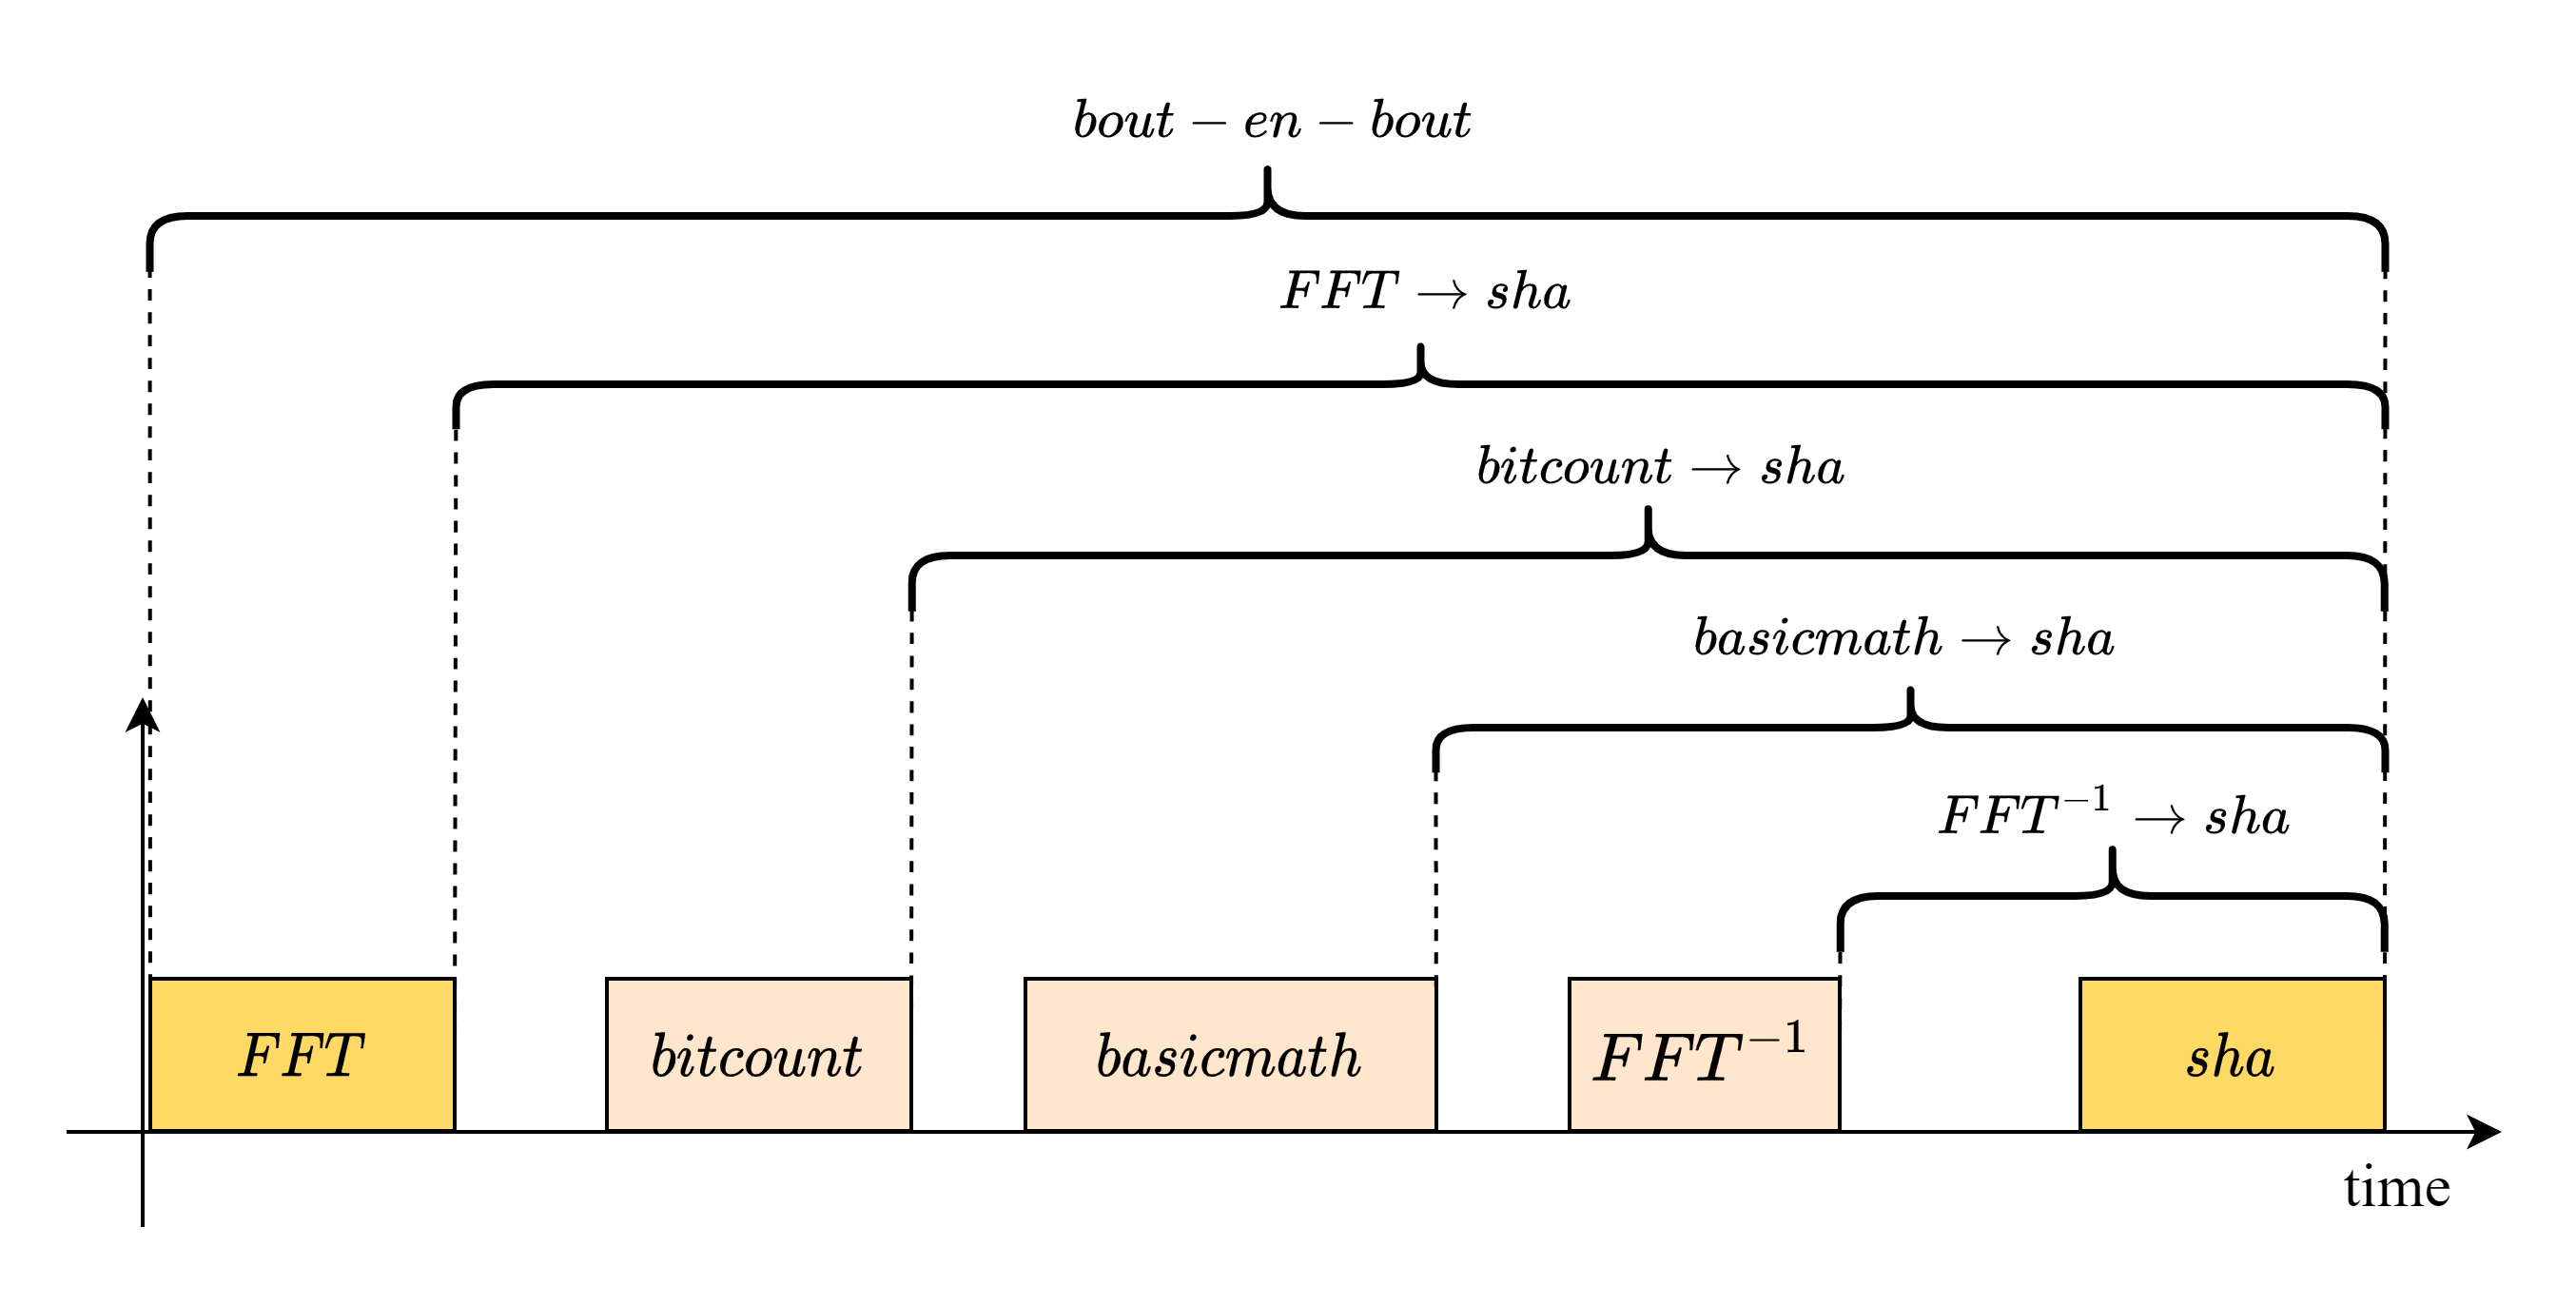 bout − en − bout
FFT → sha
bitcount → sha
basicmath → sha
FFT⁻¹ → sha
FFT
bitcount
basicmath
FFT⁻¹
sha
time